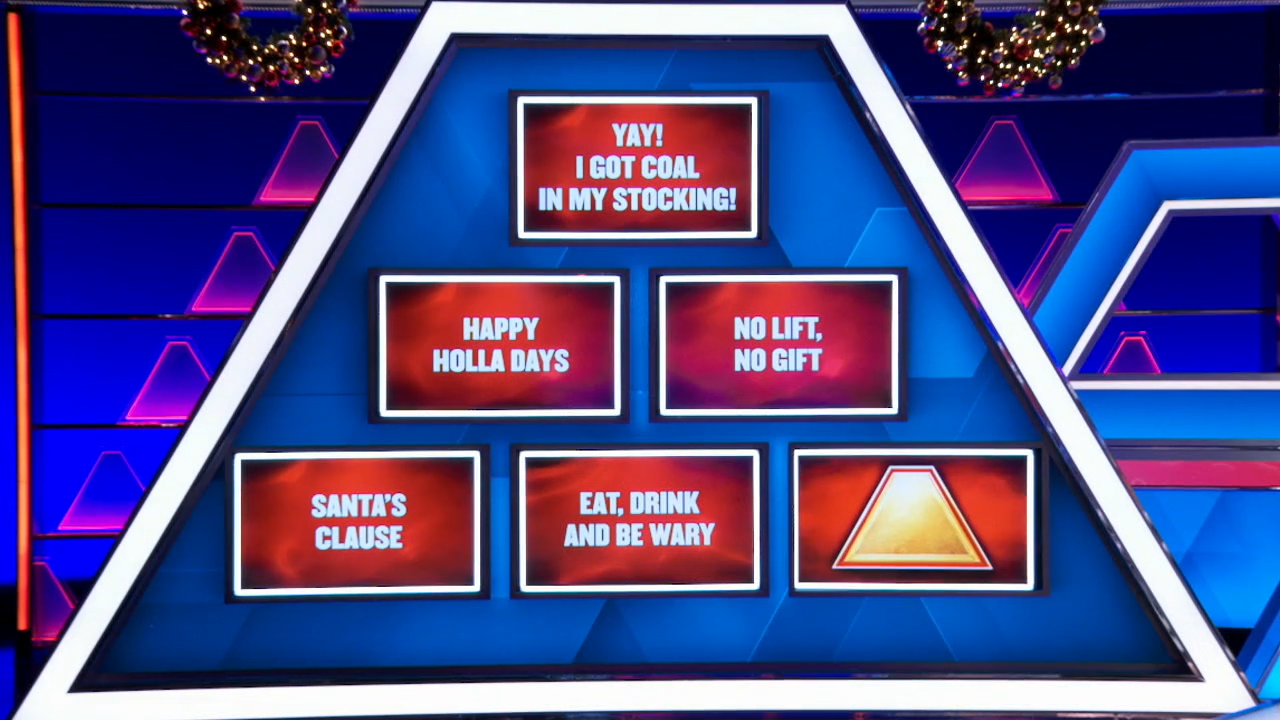 YAY!
I GOT COAL
IN MY STOCKING!
HAPPY
HOLLA DAYS
NO LIFT,
NO GIFT
SANTA'S
CLAUSE
EAT, DRINK
AND BE WARY